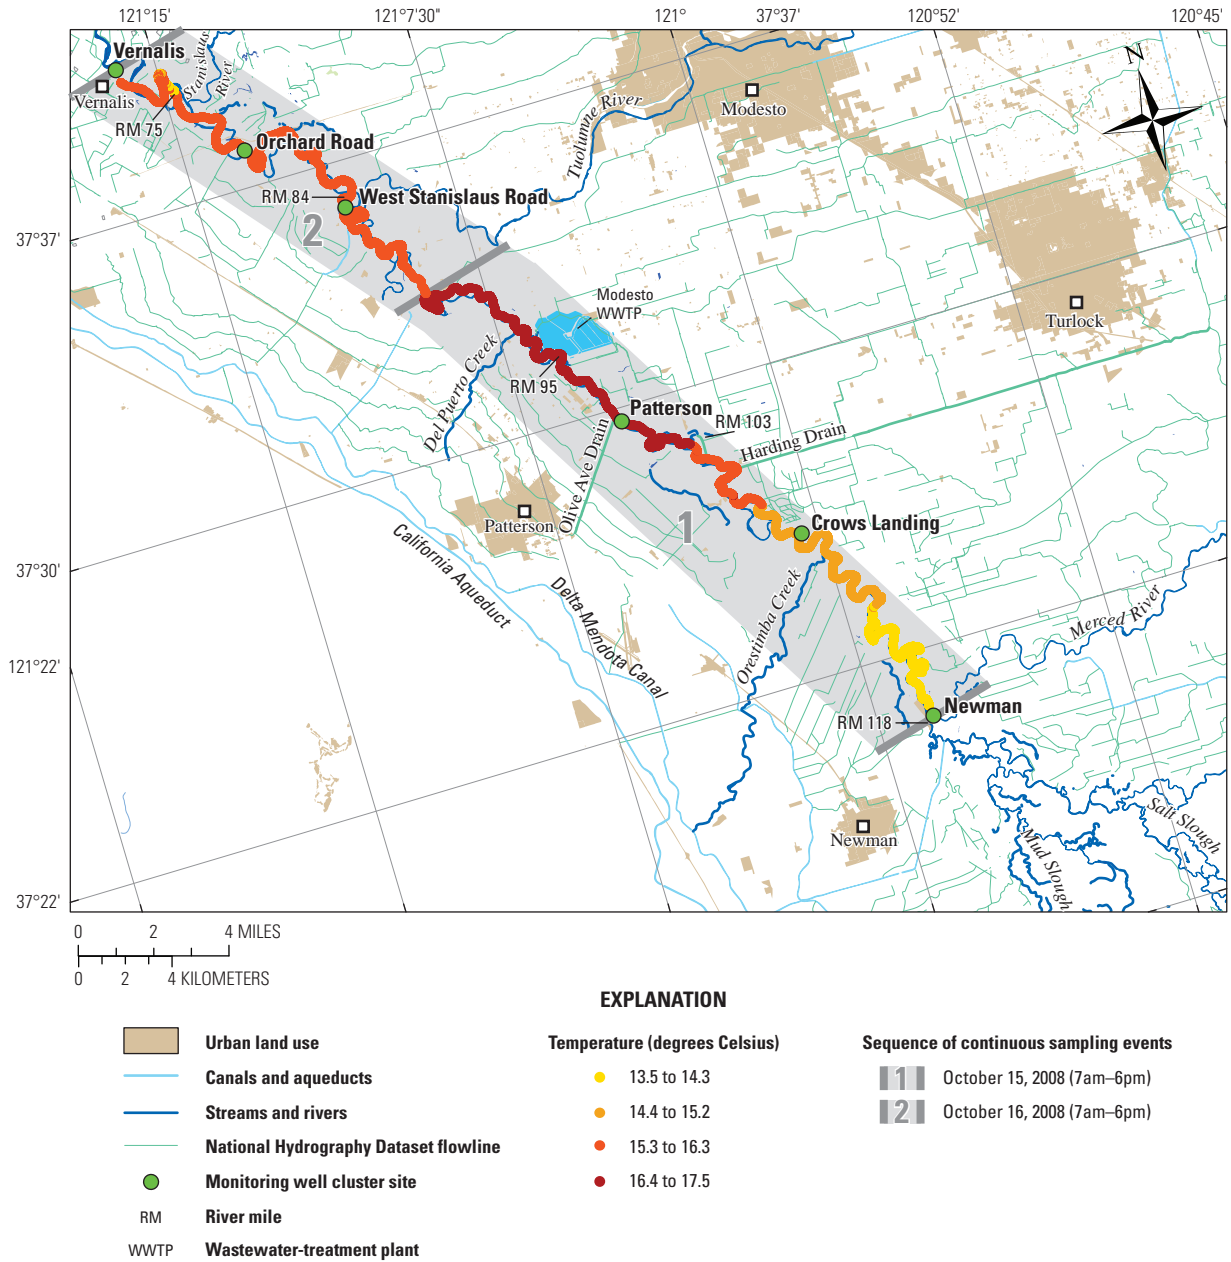 121°15' 121°7'30" 121° 37°37' 120°52' 120°45'
Vernalis
Vernalis
Stanislaus
River
RM 75
Orchard Road
RM 84
West Stanislaus Road
2
Tuolumne River
Modesto
N
37°37'
Modesto
WWTP
Turlock
Del Puerto Creek
RM 95
Patterson
RM 103
Harding Drain
Olive Ave Drain
Patterson
1
Crows Landing
California Aqueduct
Delta Mendota Canal
Orestimba Creek
37°30'
Merced River
121°22'
Newman
RM 118
Newman
Salt Slough
Mud Slough
37°22'
0 2 4 MILES
0 2 4 KILOMETERS
EXPLANATION
Urban land use
Canals and aqueducts
Streams and rivers
National Hydrography Dataset flowline
Monitoring well cluster site
RM River mile
WWTP Wastewater-treatment plant
Temperature (degrees Celsius)
13.5 to 14.3
14.4 to 15.2
15.3 to 16.3
16.4 to 17.5
Sequence of continuous sampling events
1 October 15, 2008 (7am–6pm)
2 October 16, 2008 (7am–6pm)